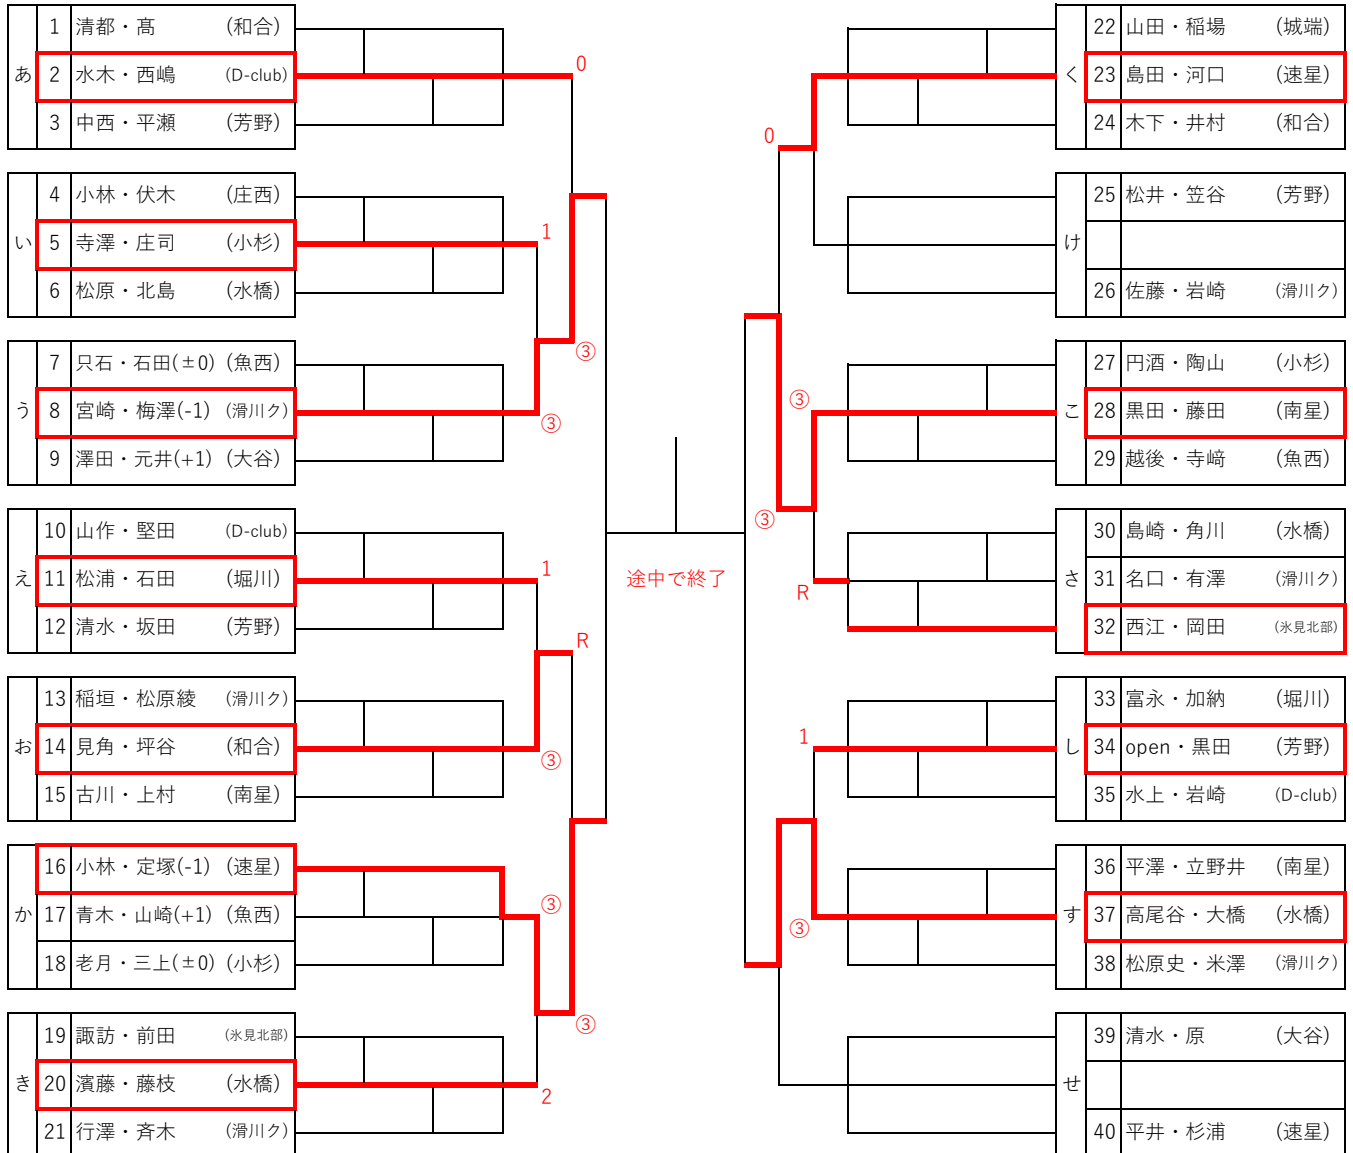 あ
1 清都・髙 (和合)
2 水木・西嶋 (D-club)
3 中西・平瀬 (芳野)
い
4 小林・伏木 (庄西)
5 寺澤・庄司 (小杉)
6 松原・北島 (水橋)
う
7 只石・石田(±0) (魚西)
8 宮崎・梅澤(-1) (滑川ク)
9 澤田・元井(+1) (大谷)
え
10 山作・堅田 (D-club)
11 松浦・石田 (堀川)
12 清水・坂田 (芳野)
お
13 稲垣・松原綾 (滑川ク)
14 見角・坪谷 (和合)
15 古川・上村 (南星)
か
16 小林・定塚(-1) (速星)
17 青木・山崎(+1) (魚西)
18 老月・三上(±0) (小杉)
き
19 諏訪・前田 (氷見北部)
20 濱藤・藤枝 (水橋)
21 行澤・斉木 (滑川ク)
0
1
③
③
1
R
③
③
③
2
途中で終了
0
③
③
R
1
③
く
22 山田・稲場 (城端)
23 島田・河口 (速星)
24 木下・井村 (和合)
け
25 松井・笠谷 (芳野)
26 佐藤・岩崎 (滑川ク)
こ
27 円酒・陶山 (小杉)
28 黒田・藤田 (南星)
29 越後・寺﨑 (魚西)
さ
30 島崎・角川 (水橋)
31 名口・有澤 (滑川ク)
32 西江・岡田 (氷見北部)
し
33 富永・加納 (堀川)
34 open・黒田 (芳野)
35 水上・岩崎 (D-club)
す
36 平澤・立野井 (南星)
37 高尾谷・大橋 (水橋)
38 松原史・米澤 (滑川ク)
せ
39 清水・原 (大谷)
40 平井・杉浦 (速星)